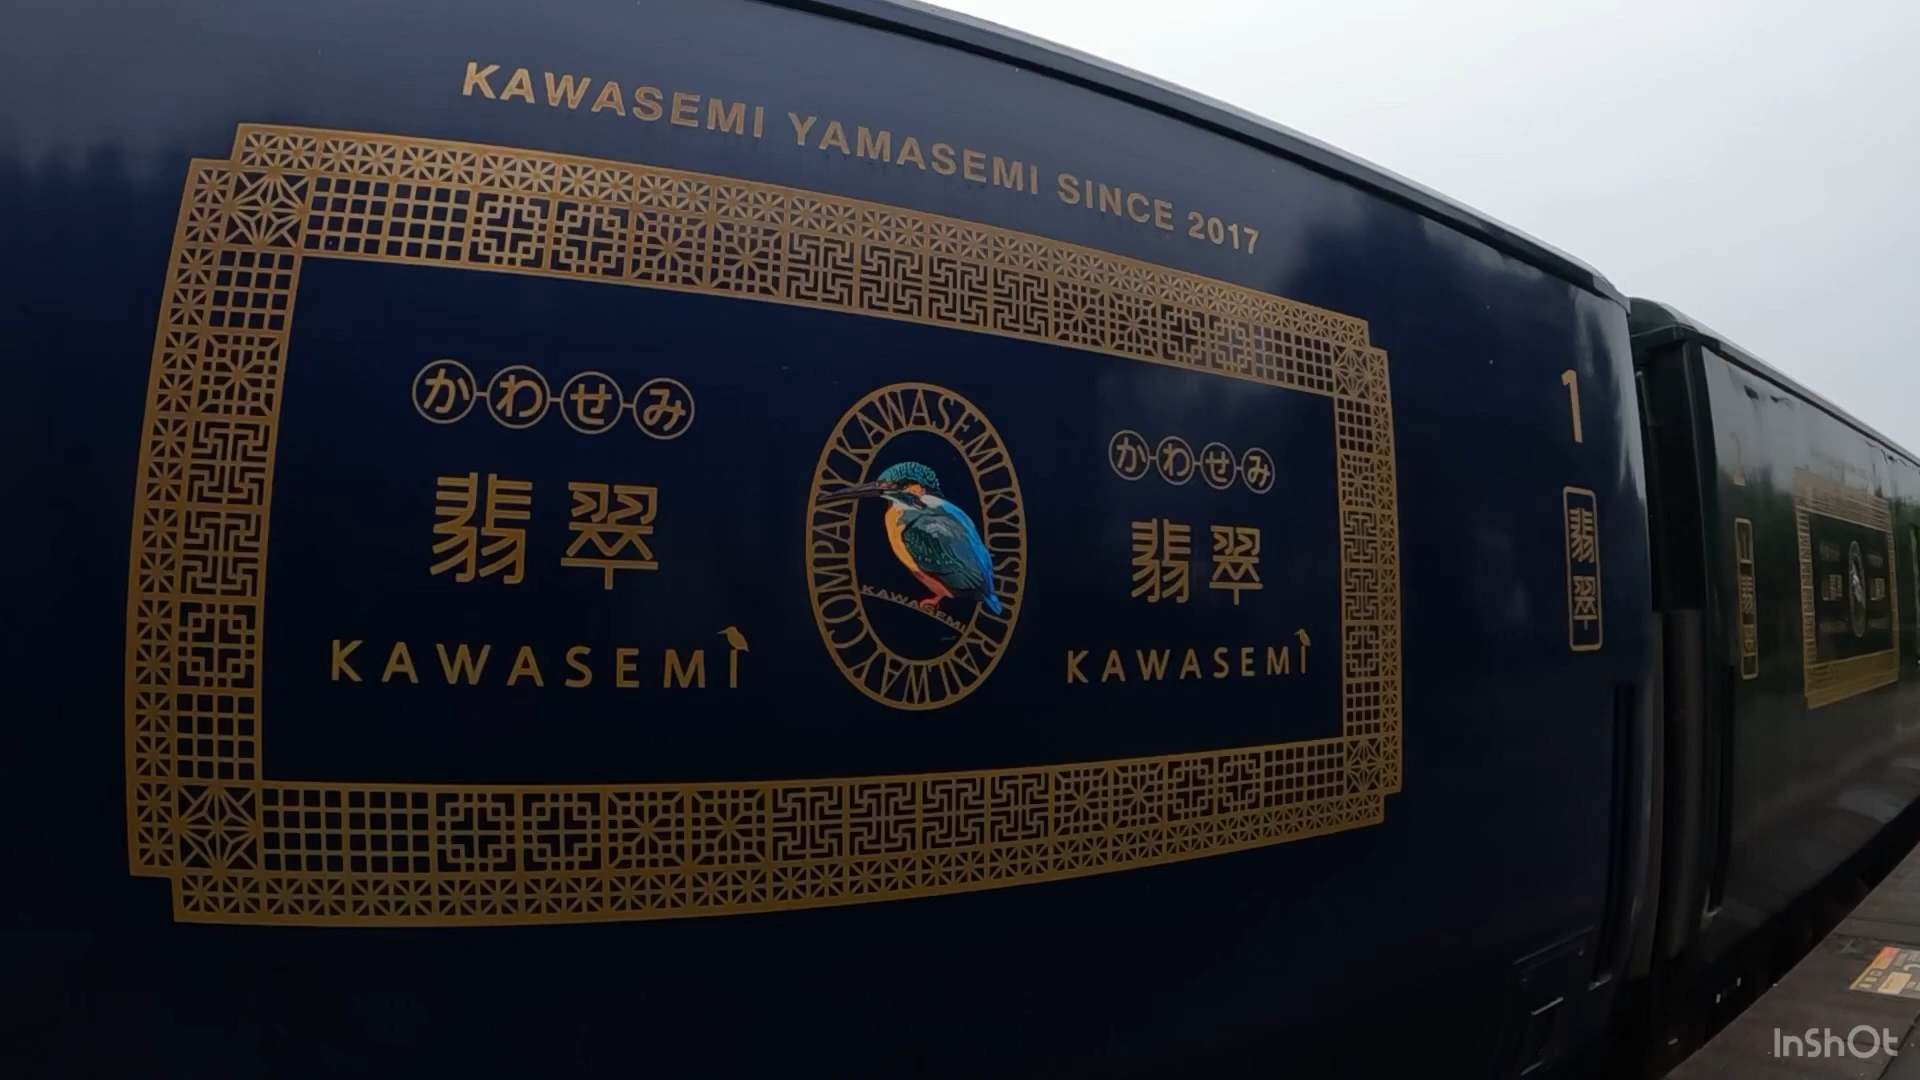 KAWASEMI YAMASEMI SINCE 2017
かわせみ
翡翠
KAWASEMI
KAWASEMI KYUSHU RAILWAY COMPANY
KAWASEMI
かわせみ
翡翠
KAWASEMI
1
翡翠
2
InShOt